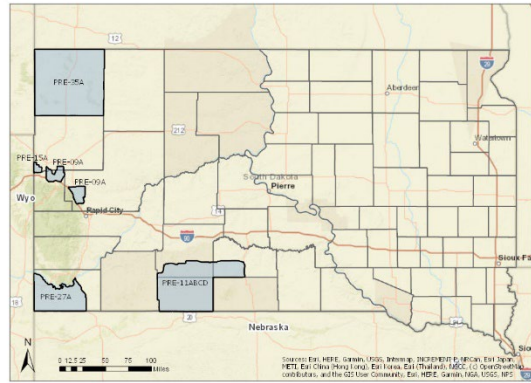 12
29
PRE-35A
Aberdeen
212
Watertown
PRE-15A
PRE-09A
PRE-09A
South Dakota
Pierre
Wyo
Rapid City
14
90
Sioux Fa
PRE-11ABCD
PRE-27A
18
20
Nebraska
N
0 12.5 25 50 75 100
Miles
Sources: Esri, HERE, Garmin, USGS, Intermap, INCREMENT P, NRCan, Esri Japan,
METI, Esri China (Hong Kong), Esri Korea, Esri (Thailand), NGCC, (c) OpenStreetMap
contributors, and the GIS User Community, Esri, HERE, Garmin, NGA, USGS, NPS